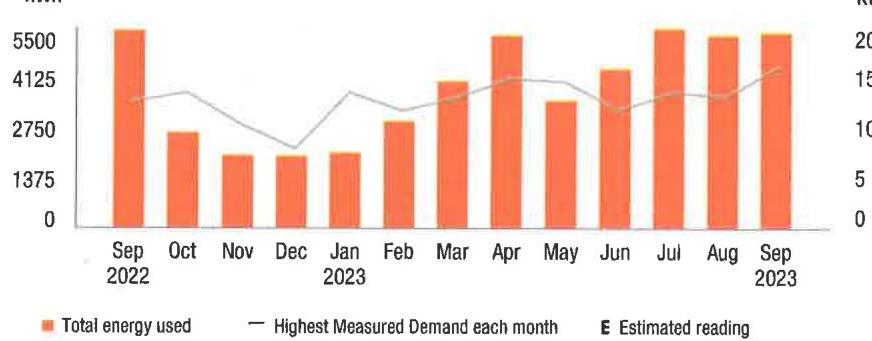 5500 20
4125 15
2750 10
1375 5
0 0
Sep Oct Nov Dec Jan Feb Mar Apr May Jun Jul Aug Sep
2022 2023 2023
Total energy used Highest Measured Demand each month E Estimated reading